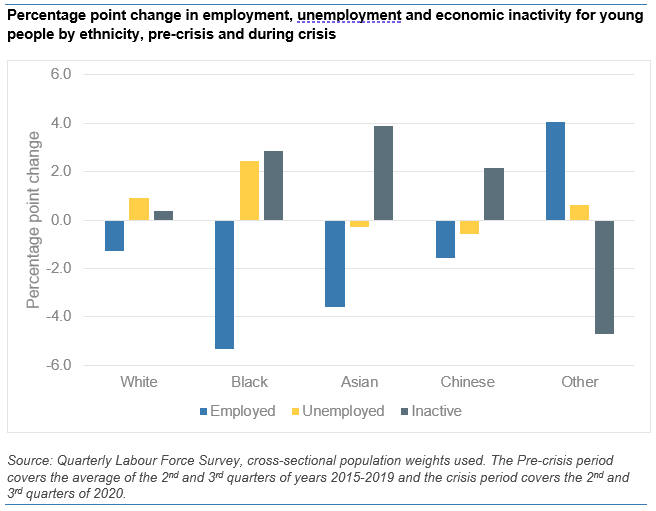 Percentage point change in employment, unemployment and economic inactivity for young
people by ethnicity, pre-crisis and during crisis
6.0
4.0
2.0
0.0
-2.0
-4.0
-6.0
Percentage point change
White Black Asian Chinese Other
Employed Unemployed Inactive
Source: Quarterly Labour Force Survey, cross-sectional population weights used. The Pre-crisis period
covers the average of the 2nd and 3rd quarters of years 2015-2019 and the crisis period covers the 2nd and
3rd quarters of 2020.